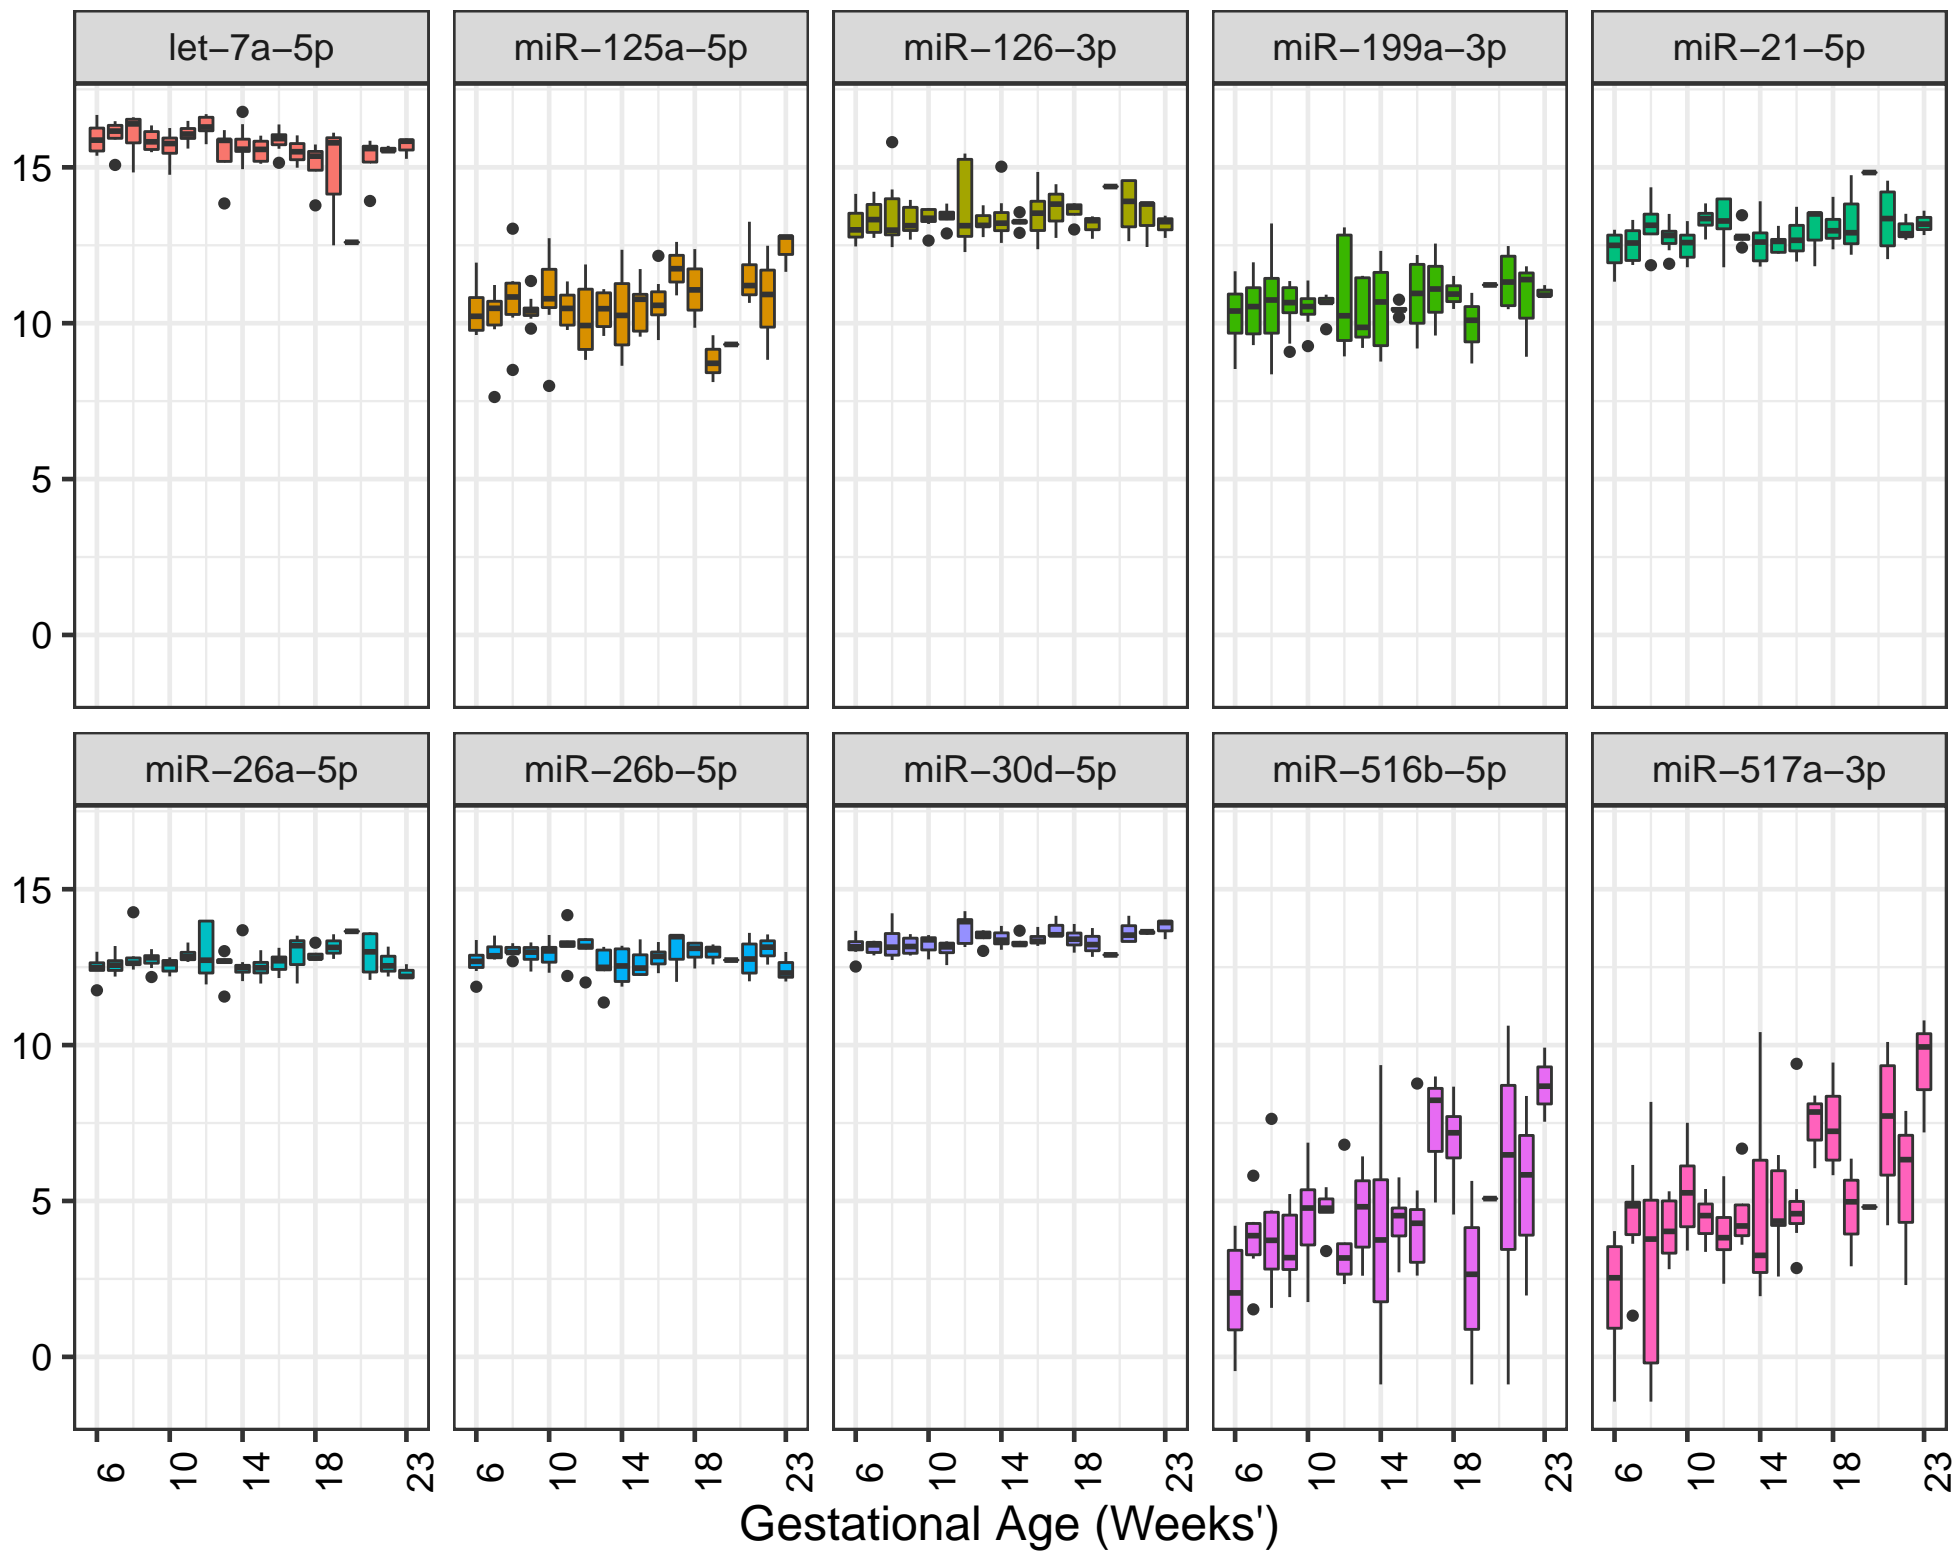 let−7a−5p miR−125a−5p miR−126−3p miR−199a−3p miR−21−5p
15
10
5
0
miR−26a−5p miR−26b−5p miR−30d−5p miR−516b−5p miR−517a−3p
15
10
5
0
6 10 14 18 23 6 10 14 18 23 6 10 14 18 23 6 10 14 18 23 6 10 14 18 23
Gestational Age (Weeks')